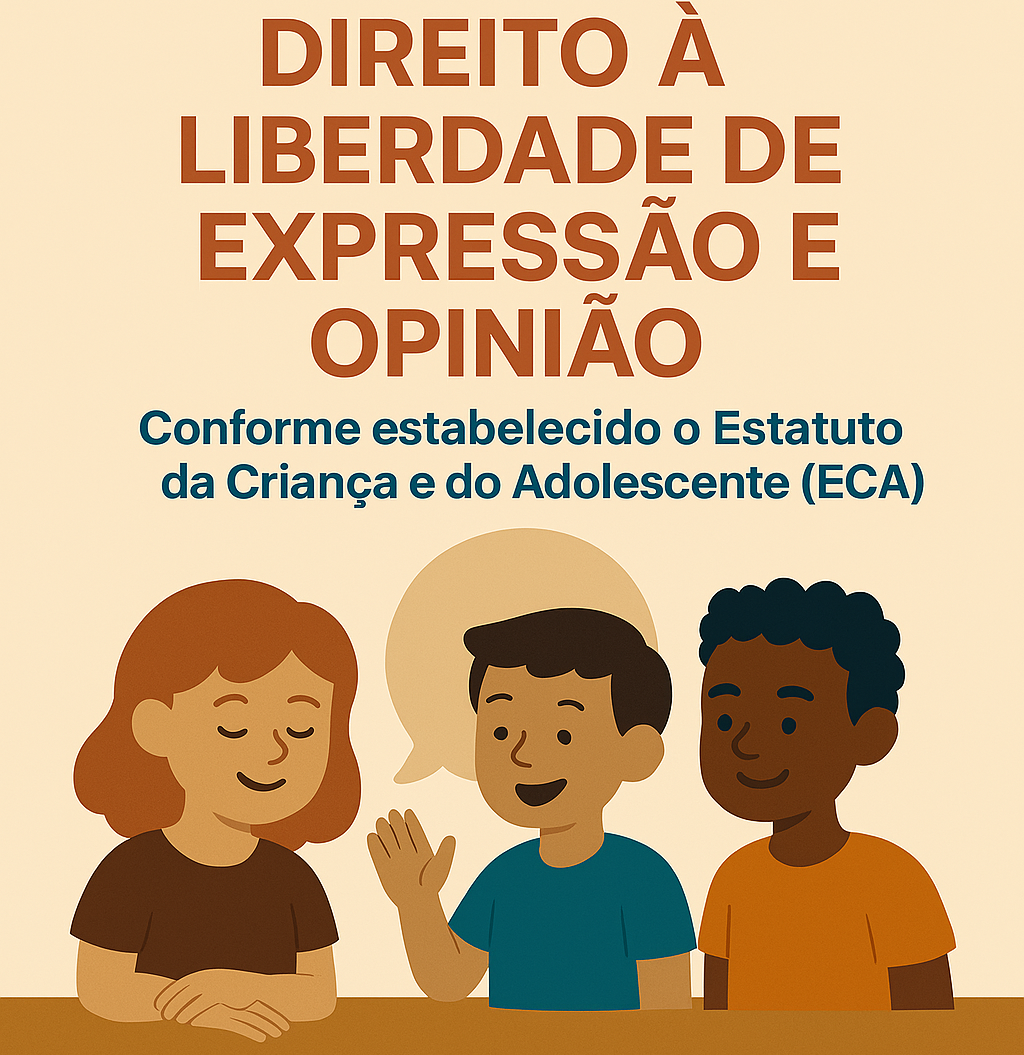 DIREITO À
LIBERDADE DE
EXPRESSÃO E
OPINIÃO
Conforme estabelecido o Estatuto
da Criança e do Adolescente (ECA)